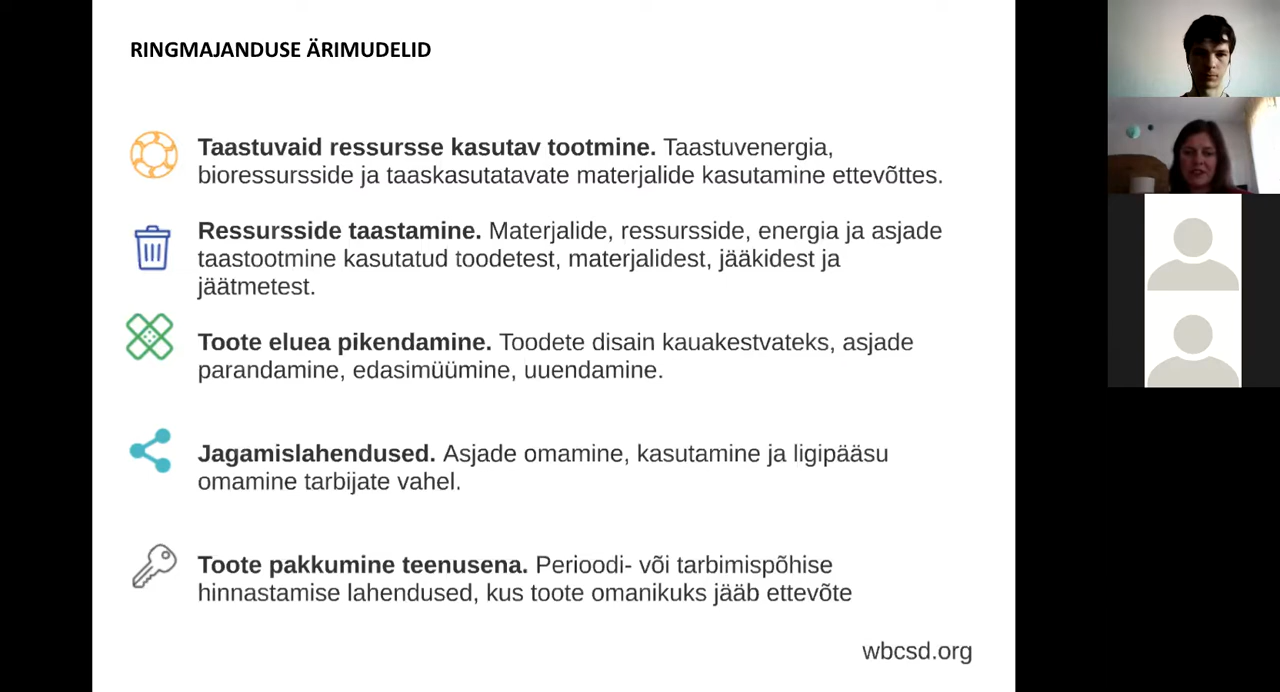 RINGMAJANDUSE ÄRIMUDELID
Taastuvaid ressursse kasutav tootmine. Taastuvenergia,
bioressursside ja taaskasutatavate materjalide kasutamine ettevõttes.
Ressursside taastamine. Materjalide, ressursside, energia ja asjade
taastootmine kasutatud toodetest, materjalidest, jääkidest ja
jäätmetest.
Toote eluea pikendamine. Toodete disain kauakestvateks, asjade
parandamine, edasimüümine, uuendamine.
Jagamislahendused. Asjade omamine, kasutamine ja ligipääsu
omamine tarbijate vahel.
Toote pakkumine teenusena. Perioodi- või tarbimispõhise
hinnastamise lahendused, kus toote omanikuks jääb ettevõte
wbcsd.org